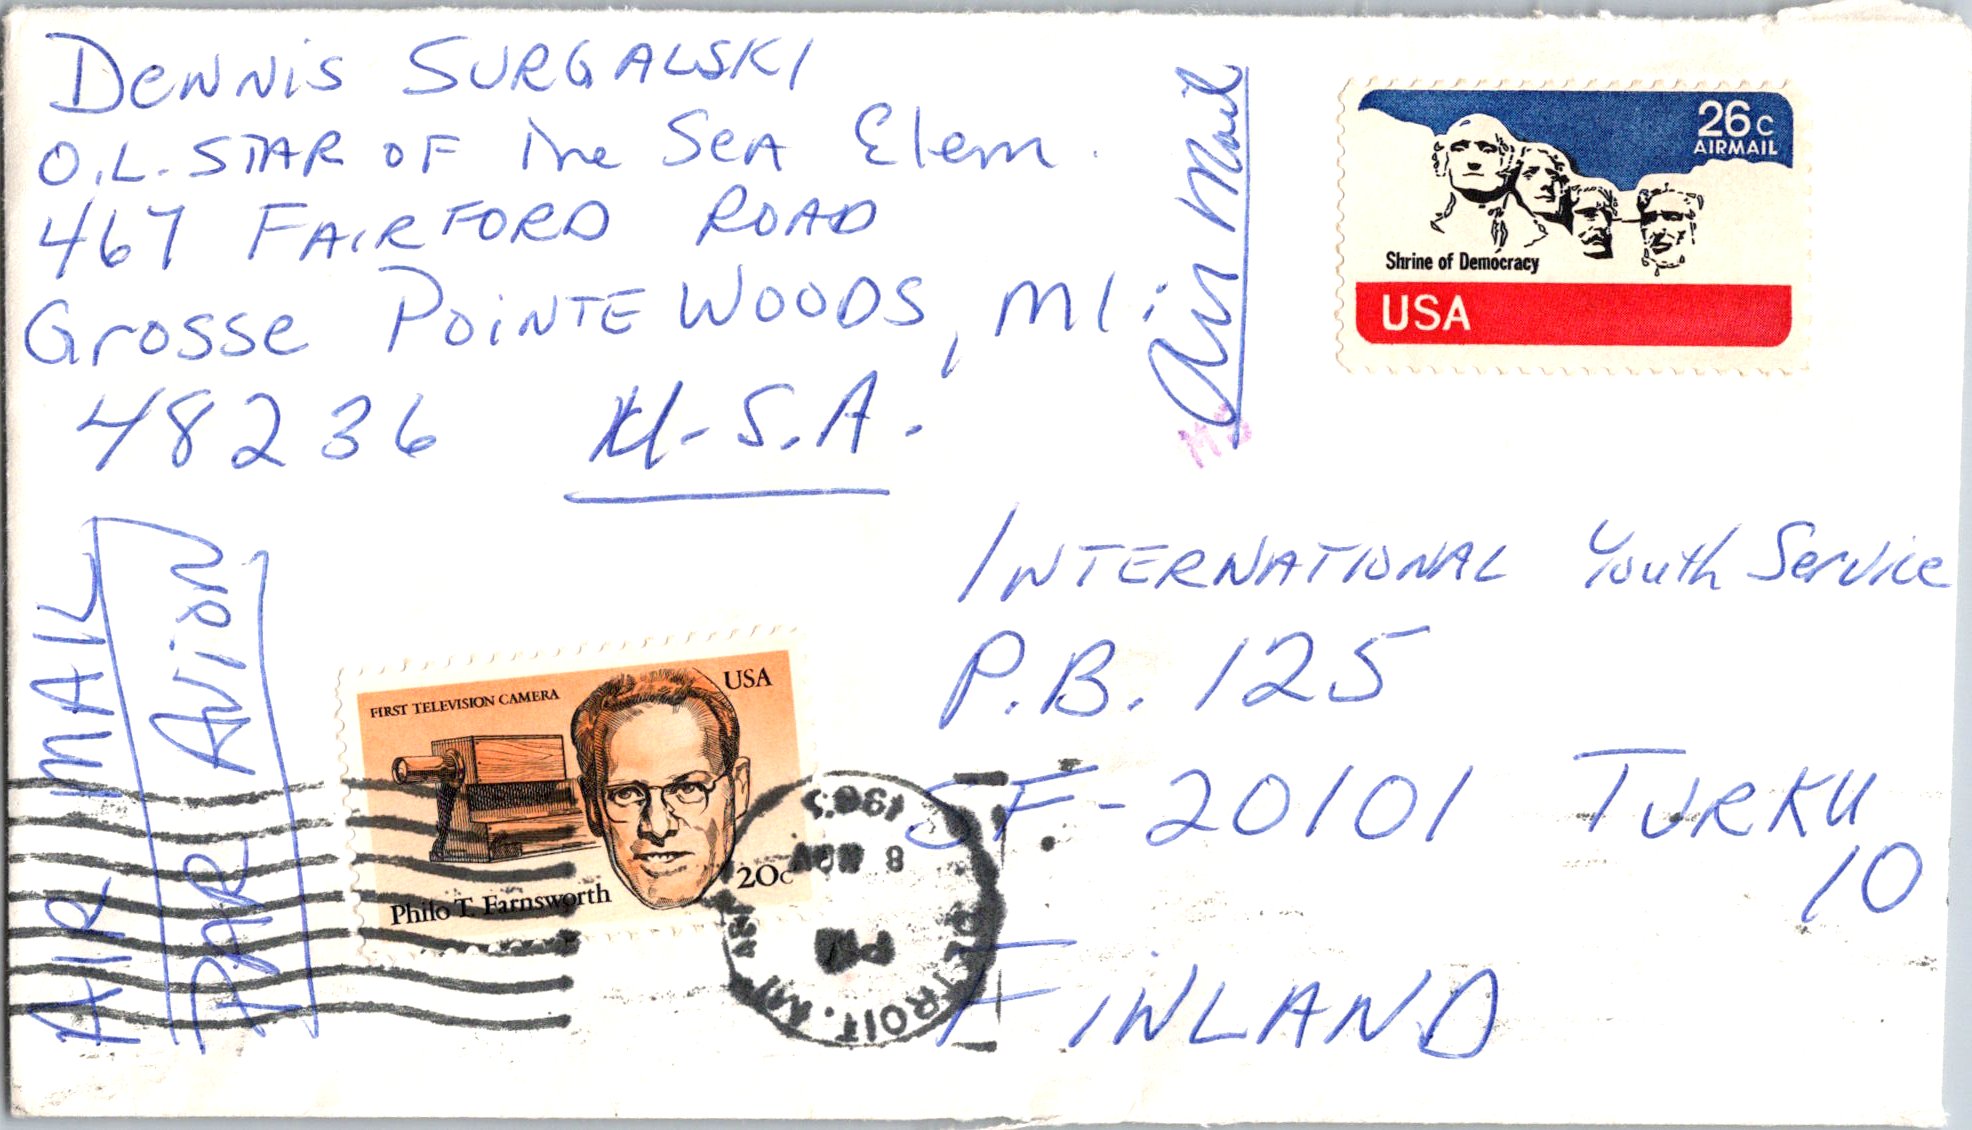 Dennis Surgalski
O.L. Star of the Sea Elem.
467 Fairford Road
Grosse Pointe Woods, MI:
48236 U.S.A.
Air Mail
26c
AIRMAIL
Shrine of Democracy
USA
AIR MAIL
PAR AVION
FIRST TELEVISION CAMERA
USA
20c
Philo T. Farnsworth
International Youth Service
P.B. 125
SF-20101 TURKU
10
FINLAND
DETROIT, MI
PM
8 NOV